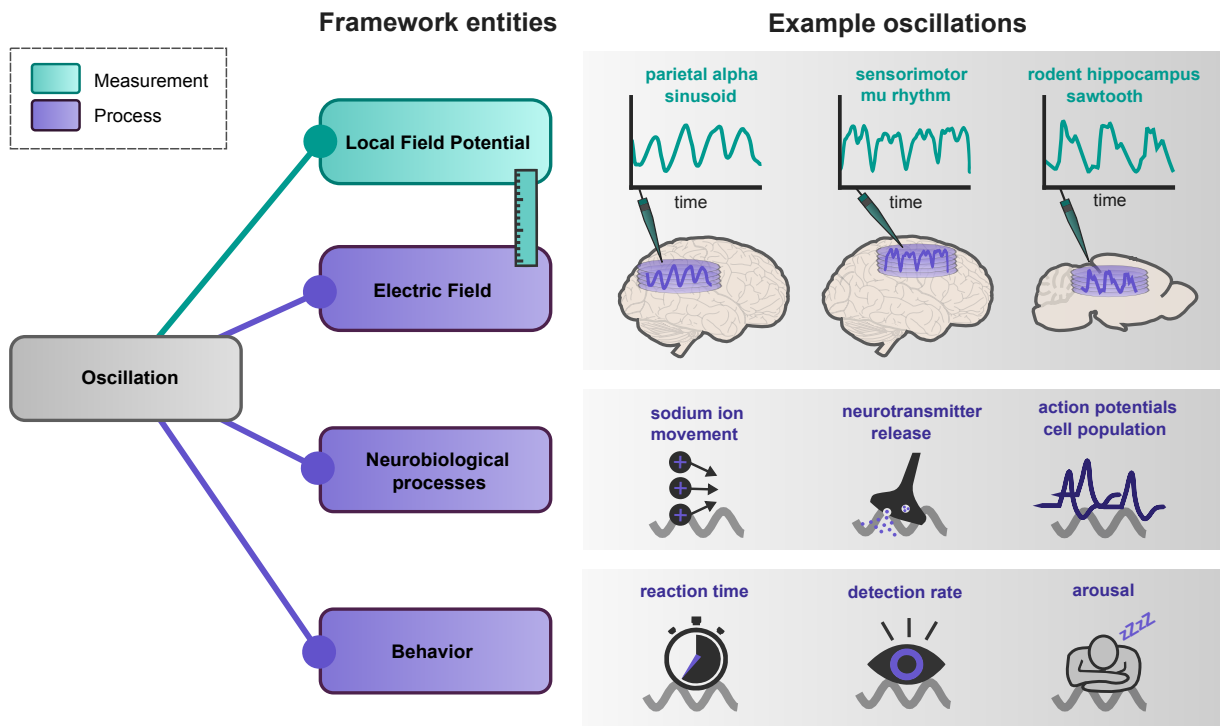 Framework entities
Example oscillations
Measurement
Process
Local Field Potential
Electric Field
Oscillation
Neurobiological
processes
Behavior
parietal alpha
sinusoid
time
sensorimotor
mu rhythm
time
rodent hippocampus
sawtooth
time
sodium ion
movement
+
+
+
neurotransmitter
release
action potentials
cell population
reaction time
detection rate
arousal
zZZZ